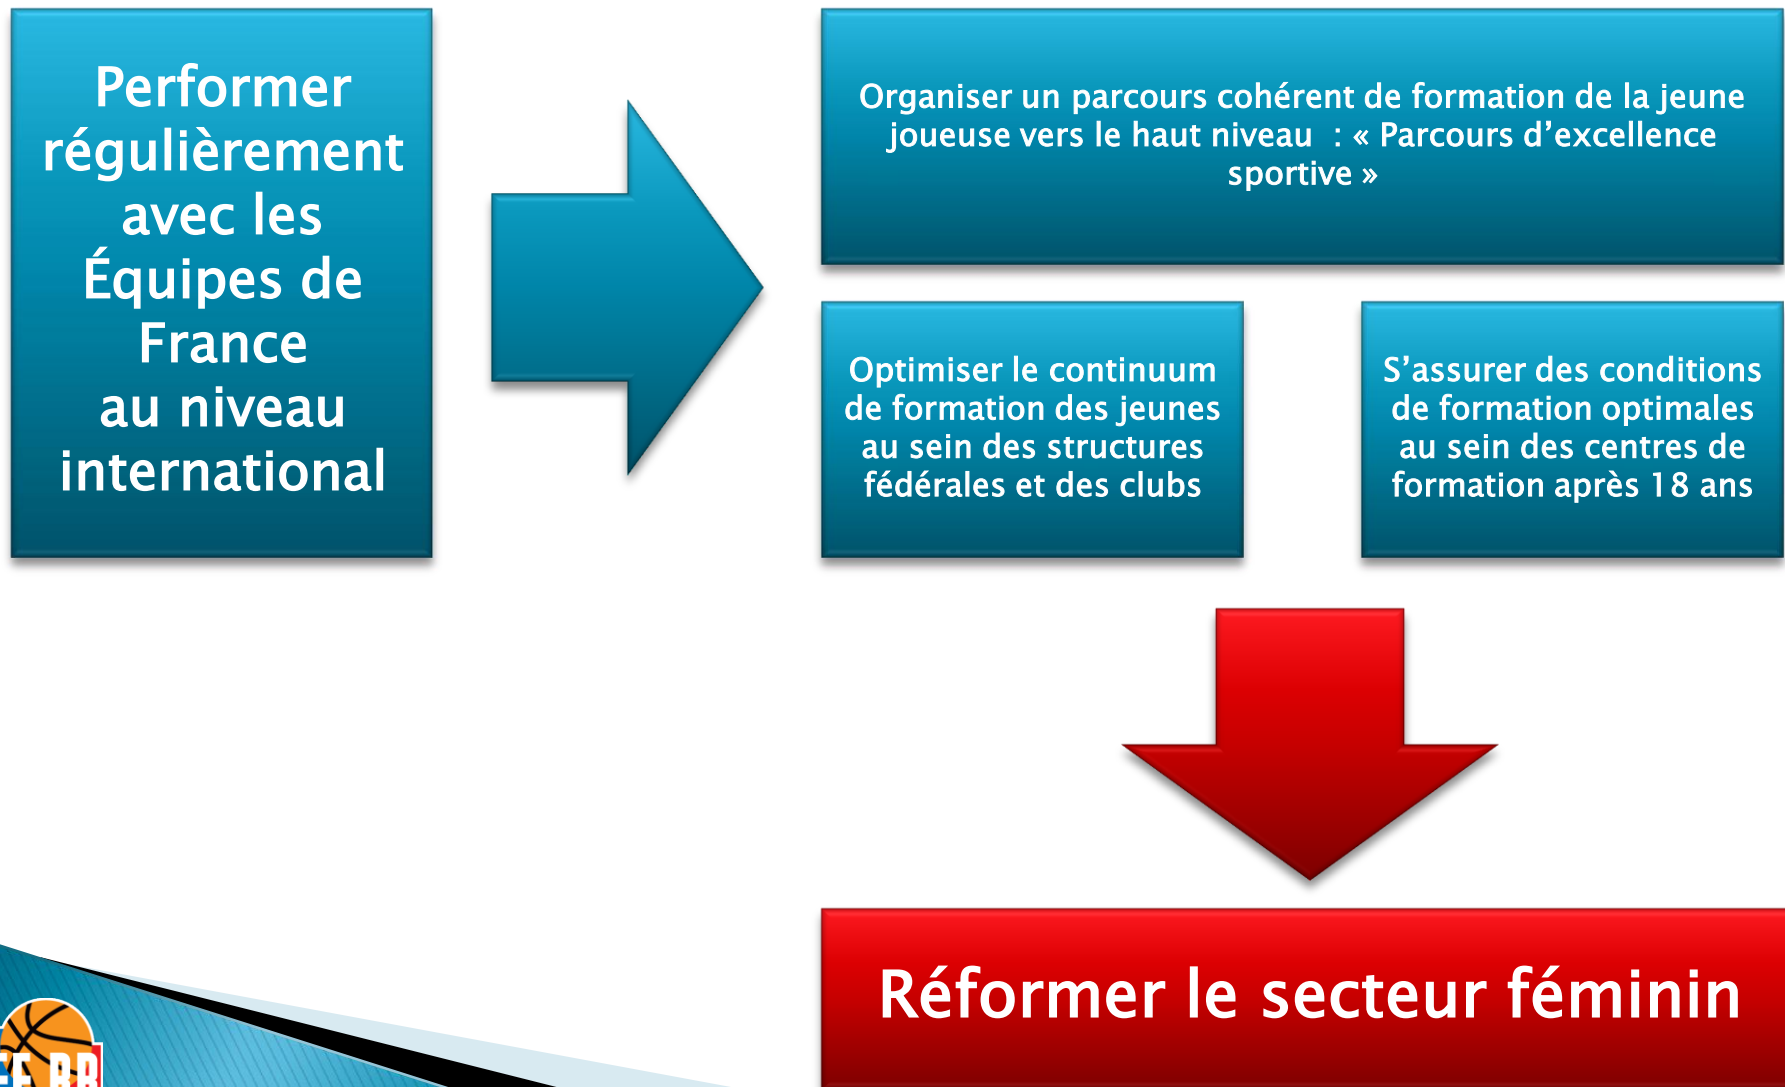 Performer
régulièrement
avec les
Équipes de
France
au niveau
international
Organiser un parcours cohérent de formation de la jeune
joueuse vers le haut niveau : « Parcours d’excellence
sportive »
Optimiser le continuum
de formation des jeunes
au sein des structures
fédérales et des clubs
S’assurer des conditions
de formation optimales
au sein des centres de
formation après 18 ans
Réformer le secteur féminin